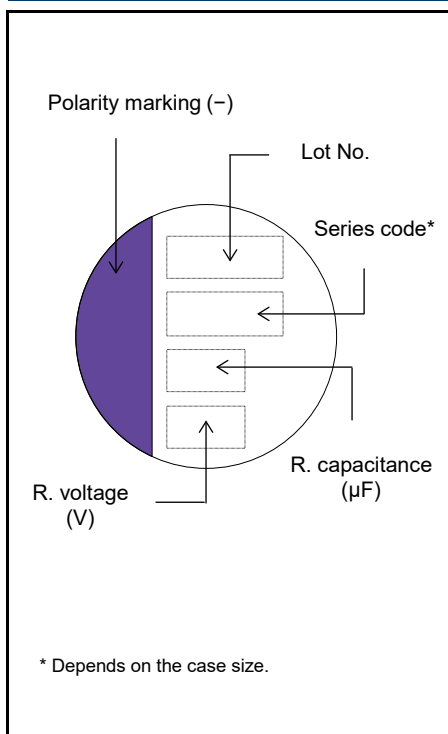 Polarity marking (−)
Lot No.
Series code*
R. capacitance
(μF)
R. voltage
(V)
* Depends on the case size.